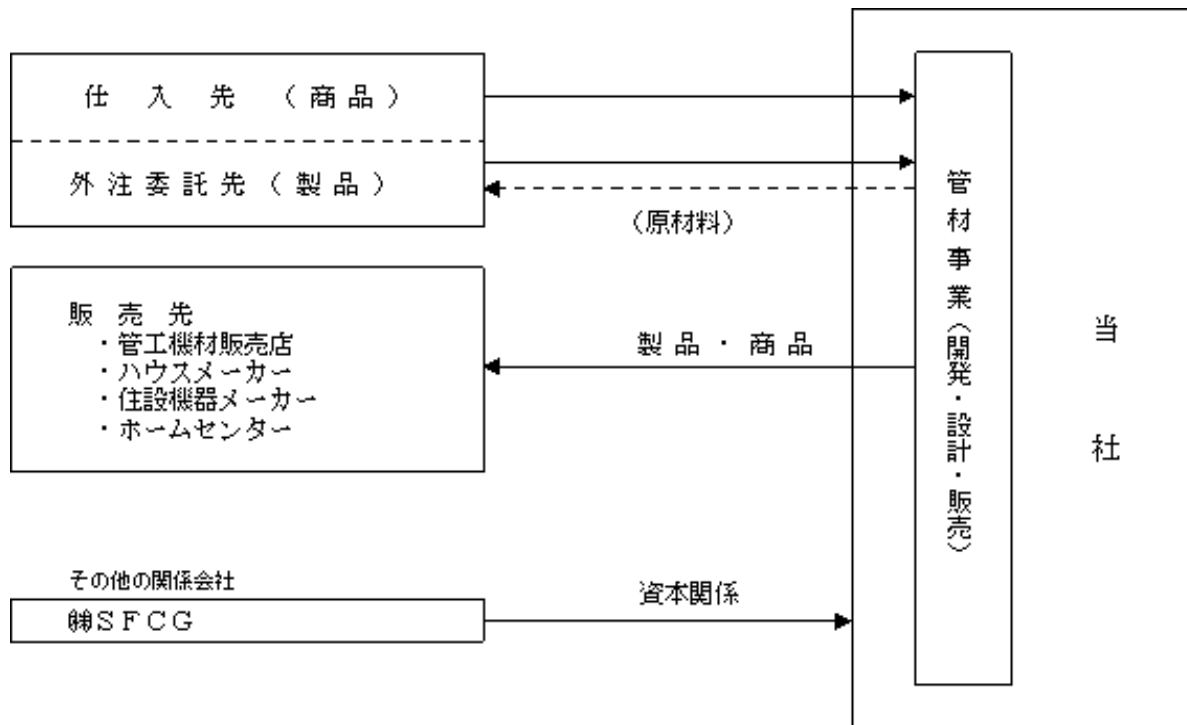 仕入先(商品)
外注委託先(製品)
(原材料)
販売先
・管工機材販売店
・ハウスメーカー
・住設機器メーカー
・ホームセンター
製品・商品
その他の関係会社
㈱SFCG
資本関係
管材事業(開発・設計・販売)
当社